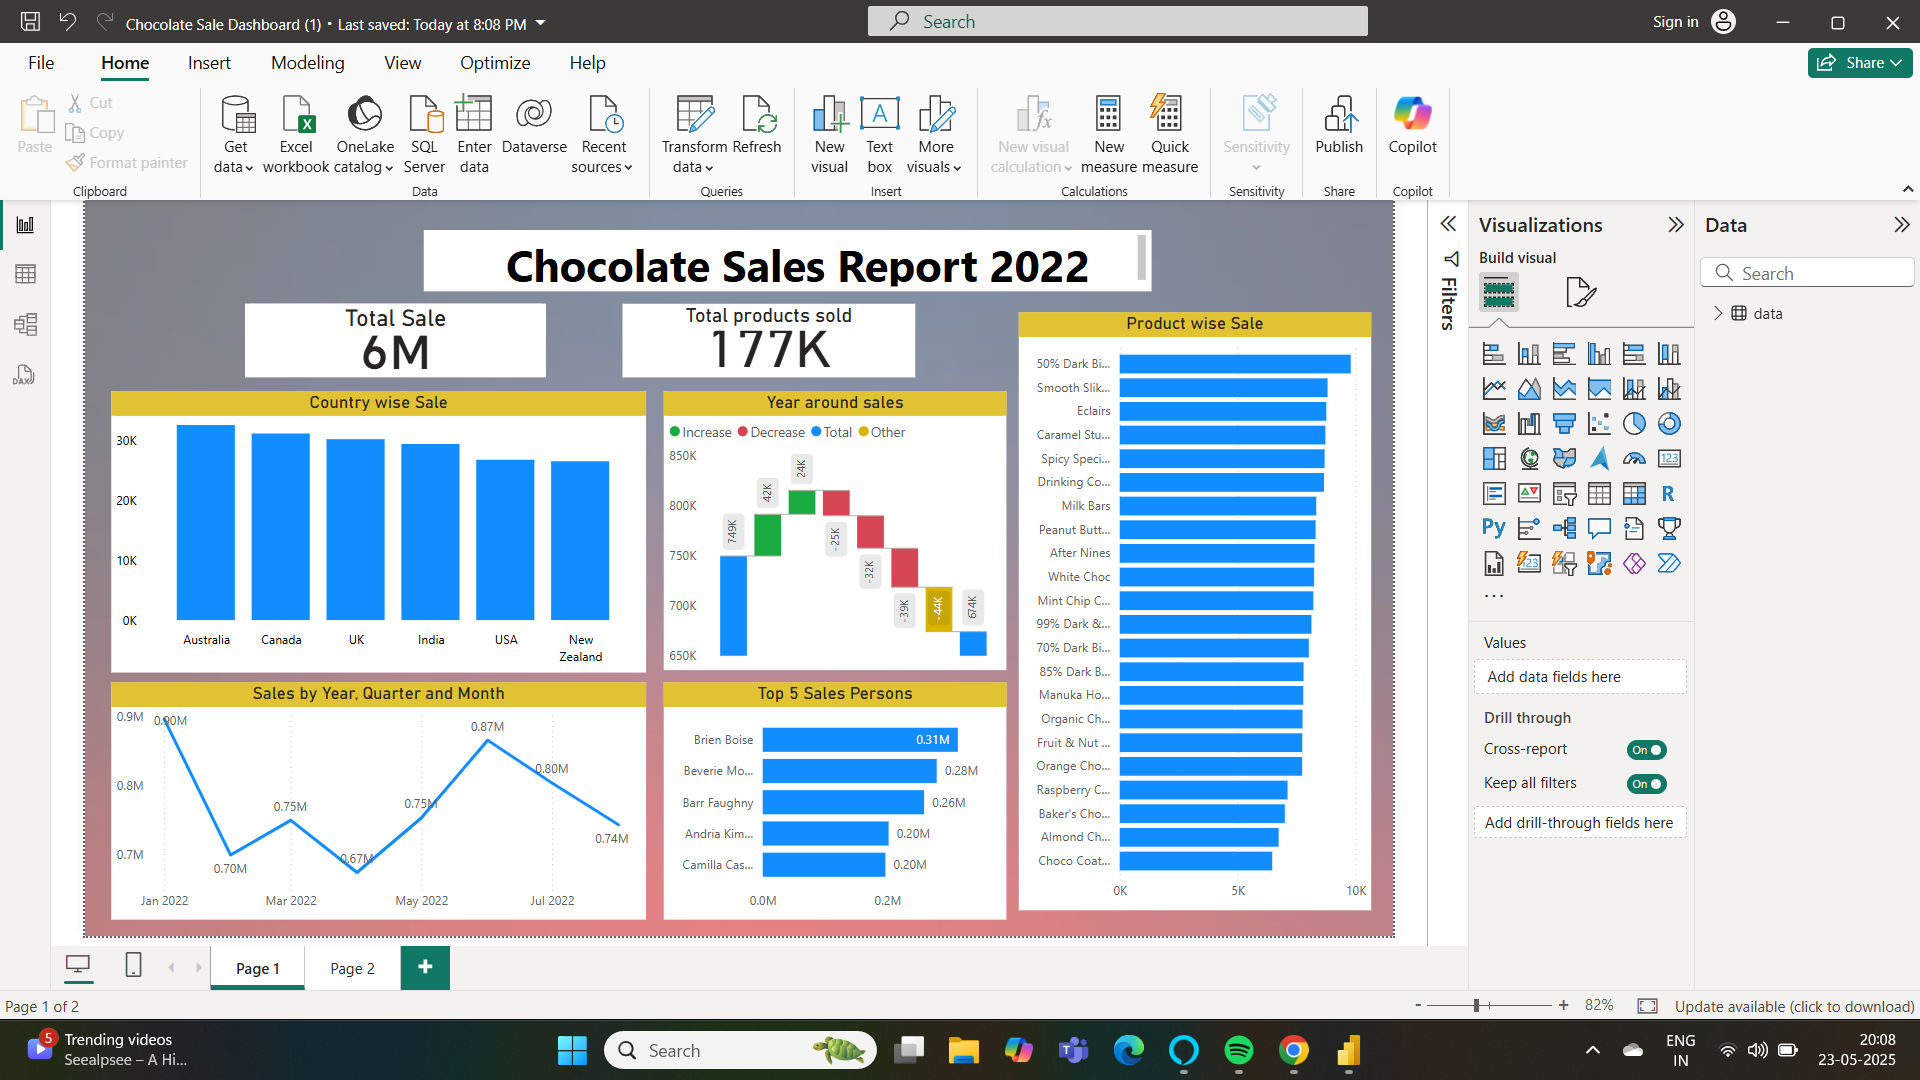 Chocolate Sale Dashboard (1) • Last saved: Today at 8:08 PM
Search
Sign in
File
Home
Insert
Modeling
View
Optimize
Help
Share
Paste
Cut
Copy
Format painter
Clipboard
Get data
Excel workbook
OneLake catalog
SQL Server
Enter data
Dataverse
Recent sources
Data
Transform data
Refresh
Queries
New visual
Text box
More visuals
Insert
New visual calculation
New measure
Quick measure
Calculations
Sensitivity
Sensitivity
Publish
Share
Copilot
Copilot
Chocolate Sales Report 2022
Total Sale
6M
Total products sold
177K
Country wise Sale
30K
20K
10K
0K
Australia
Canada
UK
India
USA
New
Zealand
Year around sales
Increase
Decrease
Total
Other
850K
800K
750K
700K
650K
749K
42K
24K
-25K
-32K
-39K
-44K
674K
Product wise Sale
50% Dark Bi...
Smooth Slik...
Eclairs
Caramel Stu...
Spicy Speci...
Drinking Co...
Milk Bars
Peanut Butt...
After Nines
White Choc
Mint Chip C...
99% Dark &...
70% Dark Bi...
85% Dark B...
Manuka Ho...
Organic Ch...
Fruit & Nut ...
Orange Cho...
Raspberry C...
Baker's Cho...
Almond Ch...
Choco Coat...
0K
5K
10K
Sales by Year, Quarter and Month
0.9M
0.8M
0.7M
0.90M
0.70M
0.75M
0.67M
0.75M
0.87M
0.80M
0.74M
Jan 2022
Mar 2022
May 2022
Jul 2022
Top 5 Sales Persons
Brien Boise
0.31M
Beverie Mo...
0.28M
Barr Faughny
0.26M
Andria Kim...
0.20M
Camilla Cas...
0.20M
0.0M
0.2M
Filters
Visualizations
Build visual
123
R
Py
123
...
Values
Add data fields here
Drill through
Cross-report
On
Keep all filters
On
Add drill-through fields here
Data
Search
data
DAX
Page 1
Page 2
+
Page 1 of 2
-
+
82%
Update available (click to download)
5
Trending videos
Seealpsee – A Hi...
Search
ENG
IN
20:08
23-05-2025